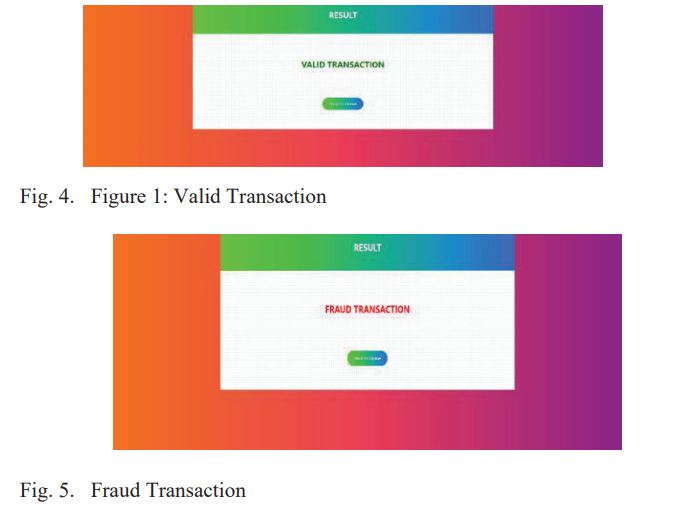 RESULT
VALID TRANSACTION
Fig. 4. Figure 1: Valid Transaction
RESULT
FRAUD TRANSACTION
Fig. 5. Fraud Transaction